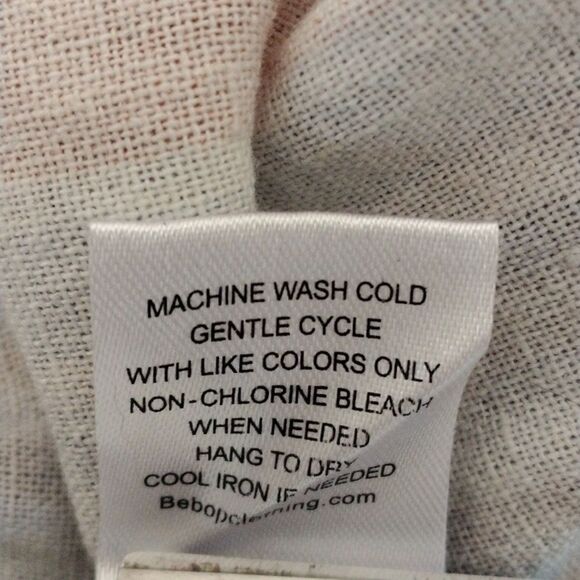 MACHINE WASH COLD
GENTLE CYCLE
WITH LIKE COLORS ONLY
NON-CHLORINE BLEACH
WHEN NEEDED
HANG TO DRY
COOL IRON IF NEEDED
Bebopclothing.com